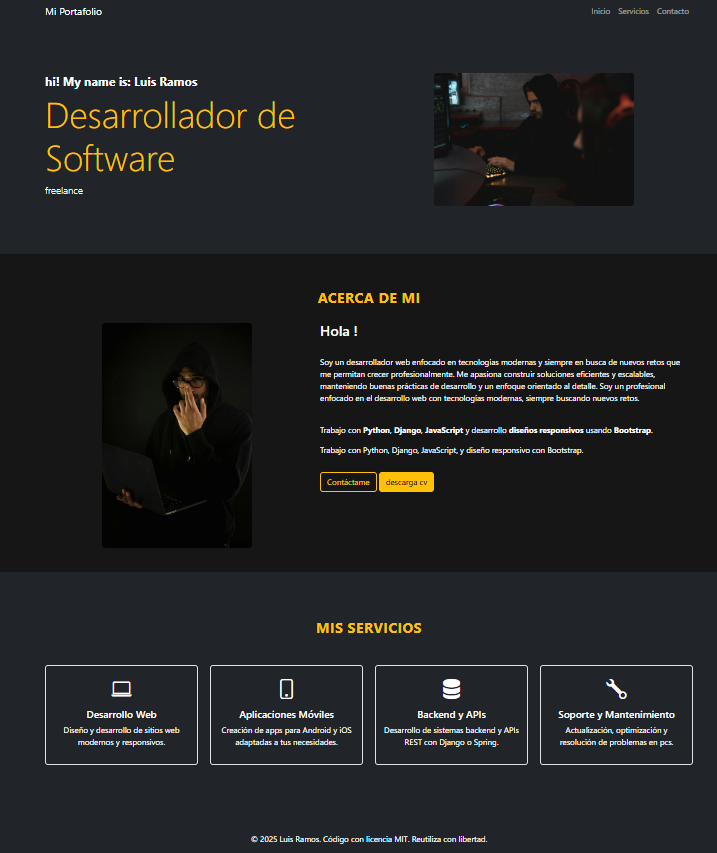 Mi Portafolio
Inicio Servicios Contacto
hi! My name is: Luis Ramos
Desarrollador de
Software
freelance
ACERCA DE MI
Hola !
Soy un desarrollador web enfocado en tecnologías modernas y siempre en busca de nuevos retos que
me permitan crecer profesionalmente. Me apasiona construir soluciones eficientes y escalables,
manteniendo buenas prácticas de desarrollo y un enfoque orientado al detalle. Soy un profesional
enfocado en el desarrollo web con tecnologías modernas, siempre buscando nuevos retos.
Trabajo con Python, Django, JavaScript y desarrollo diseños responsivos usando Bootstrap.
Trabajo con Python, Django, JavaScript, y diseño responsivo con Bootstrap.
Contáctame descarga cv
MIS SERVICIOS
Desarrollo Web
Diseño y desarrollo de sitios web
modernos y responsivos.
Aplicaciones Móviles
Creación de apps para Android y iOS
adaptadas a tus necesidades.
Backend y APIs
Desarrollo de sistemas backend y APIs
REST con Django o Spring.
Soporte y Mantenimiento
Actualización, optimización y
resolución de problemas en pcs.
© 2025 Luis Ramos. Código con licencia MIT. Reutiliza con libertad.